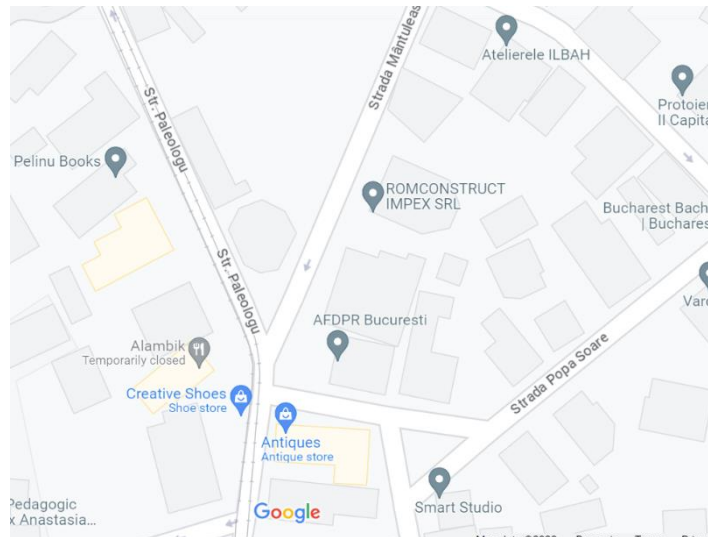 Atelierele ILBAH
Strada Mântuleas
Protoier
II Capita
Str. Paleologu
Pelinu Books
ROMCONSTRUCT
IMPEX SRL
Bucharest Bach
| Buchares
Str. Paleologu
Varo
AFDPR Bucuresti
Alambik
Temporarily closed
Strada Popa Soare
Creative Shoes
Shoe store
Antiques
Antique store
Pedagogic
x Anastasia...
Smart Studio
Google